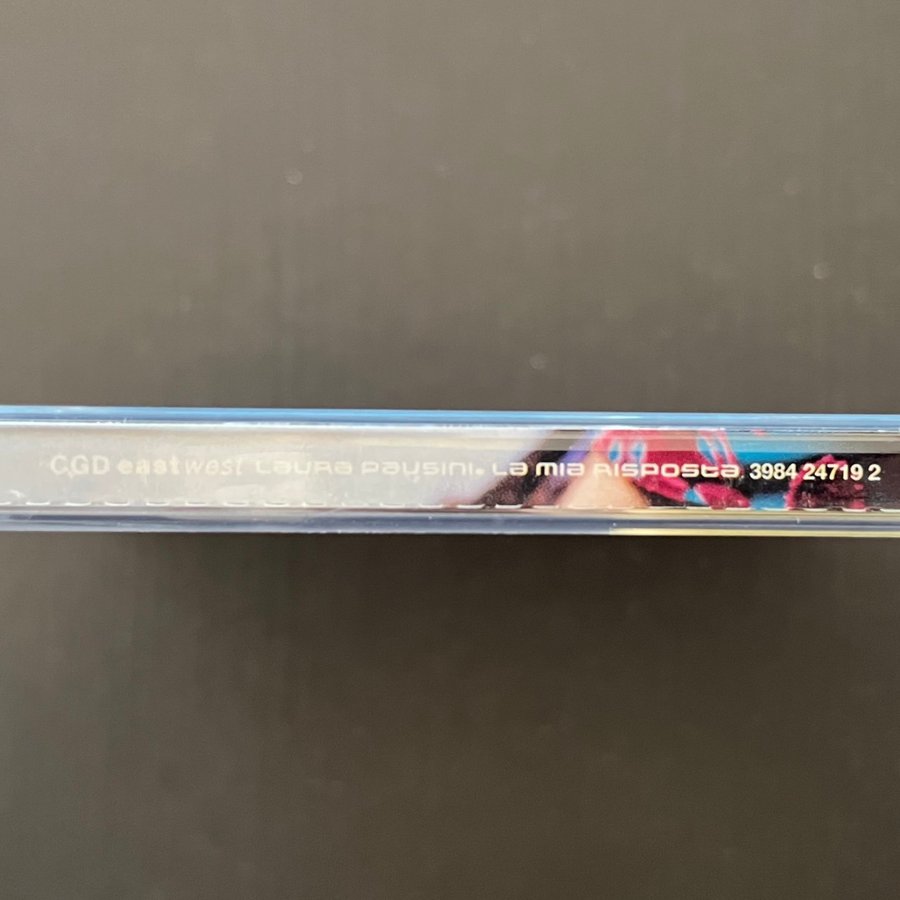 CGD eastwest Laura Pausini. La mia risposta 3984 24719 2